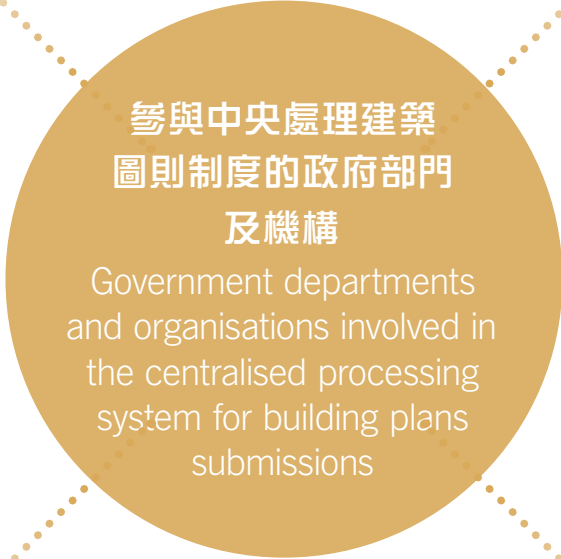 參與中央處理建築
圖則制度的政府部門
及機構
Government departments
and organisations involved in
the centralised processing
system for building plans
submissions